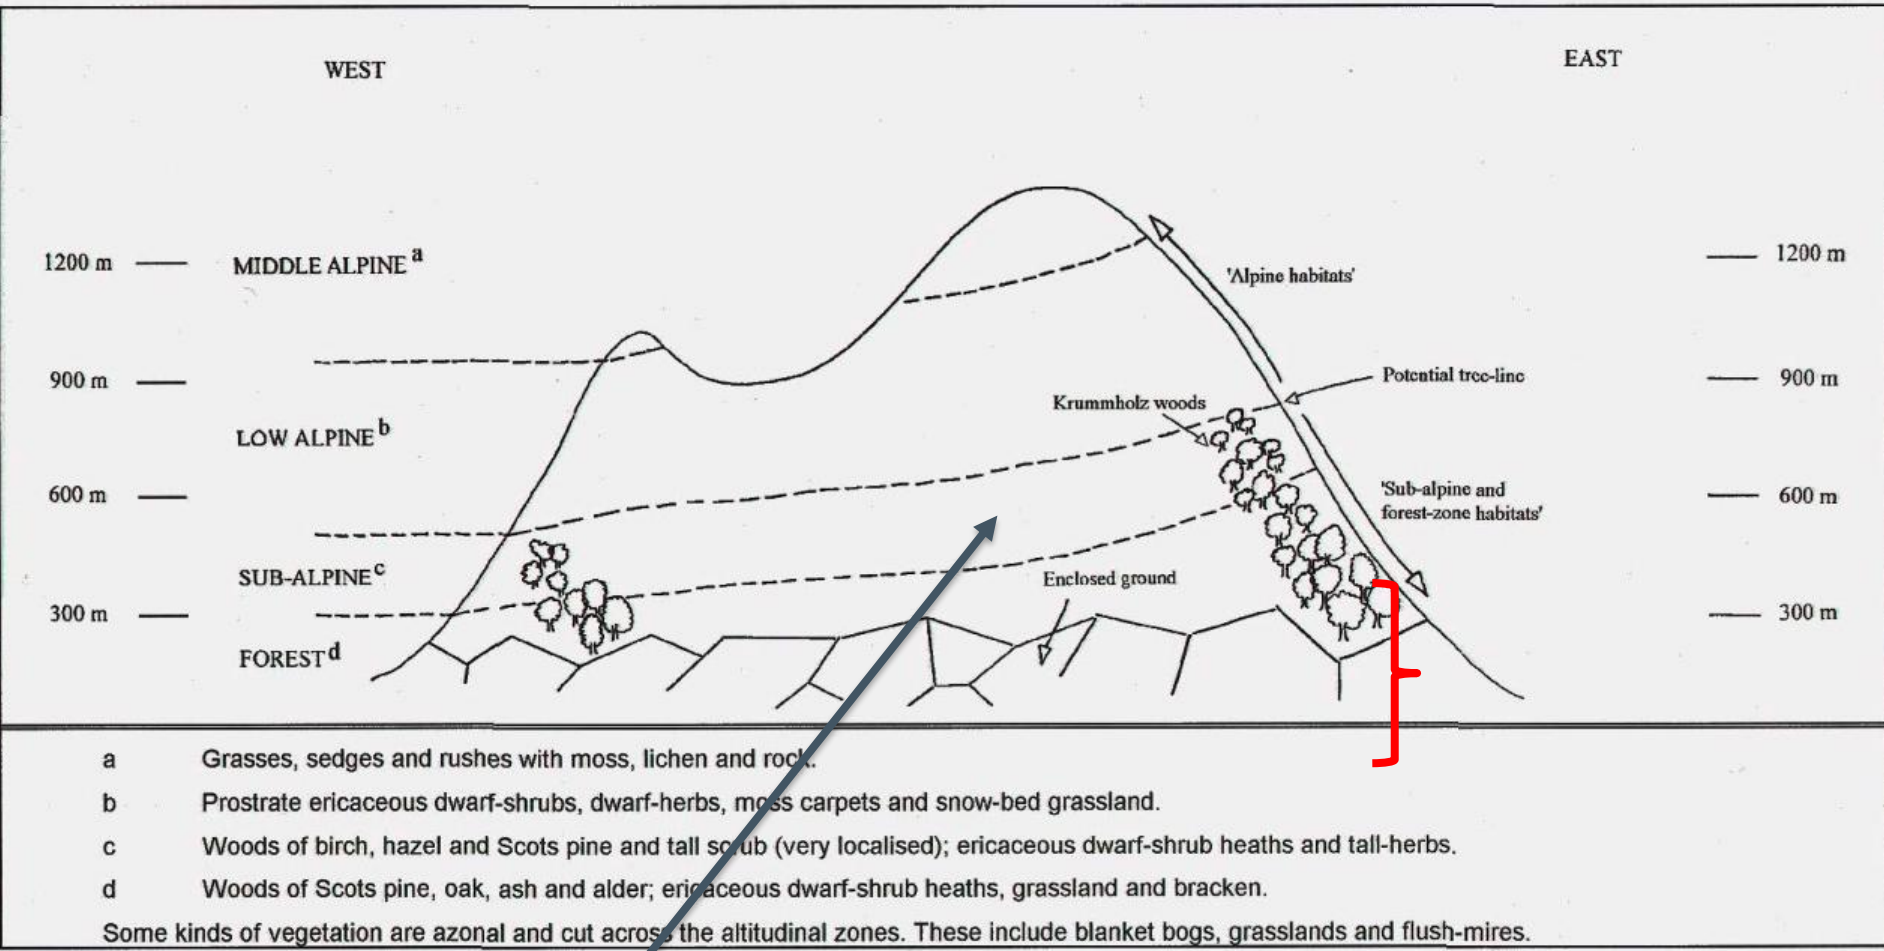 WEST
EAST
1200 m
MIDDLE ALPINE a
1200 m
'Alpine habitats'
900 m
Potential tree-line
900 m
Krummholz woods
LOW ALPINE b
600 m
'Sub-alpine and
forest-zone habitats'
600 m
SUB-ALPINE c
Enclosed ground
300 m
300 m
FOREST d
a Grasses, sedges and rushes with moss, lichen and rock.
b Prostrate ericaceous dwarf-shrubs, dwarf-herbs, moss carpets and snow-bed grassland.
c Woods of birch, hazel and Scots pine and tall scrub (very localised); ericaceous dwarf-shrub heaths and tall-herbs.
d Woods of Scots pine, oak, ash and alder; ericaceous dwarf-shrub heaths, grassland and bracken.
Some kinds of vegetation are azonal and cut across the altitudinal zones. These include blanket bogs, grasslands and flush-mires.